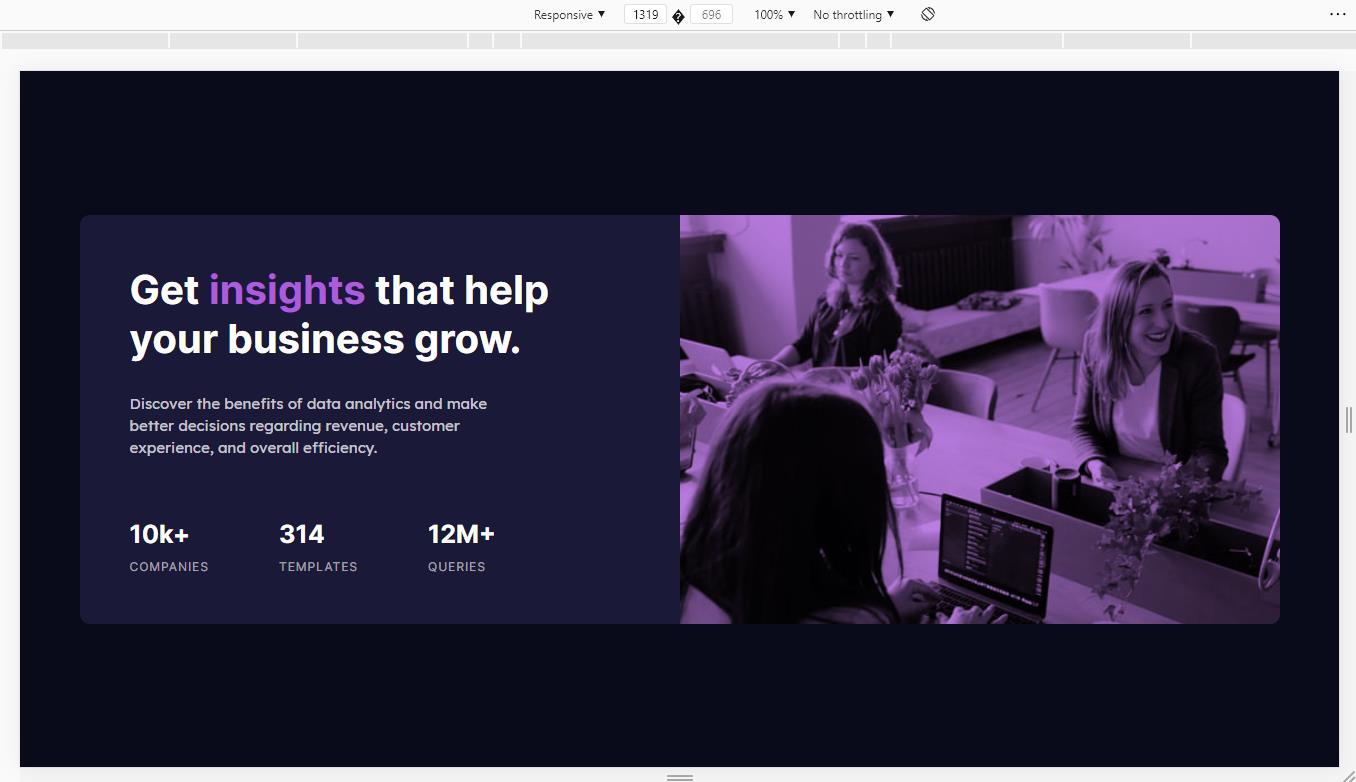 Responsive ▼ 1319 � 696 100% ▼ No throttling ▼
Get insights that help
your business grow.
Discover the benefits of data analytics and make
better decisions regarding revenue, customer
experience, and overall efficiency.
10k+ 314 12M+
COMPANIES TEMPLATES QUERIES